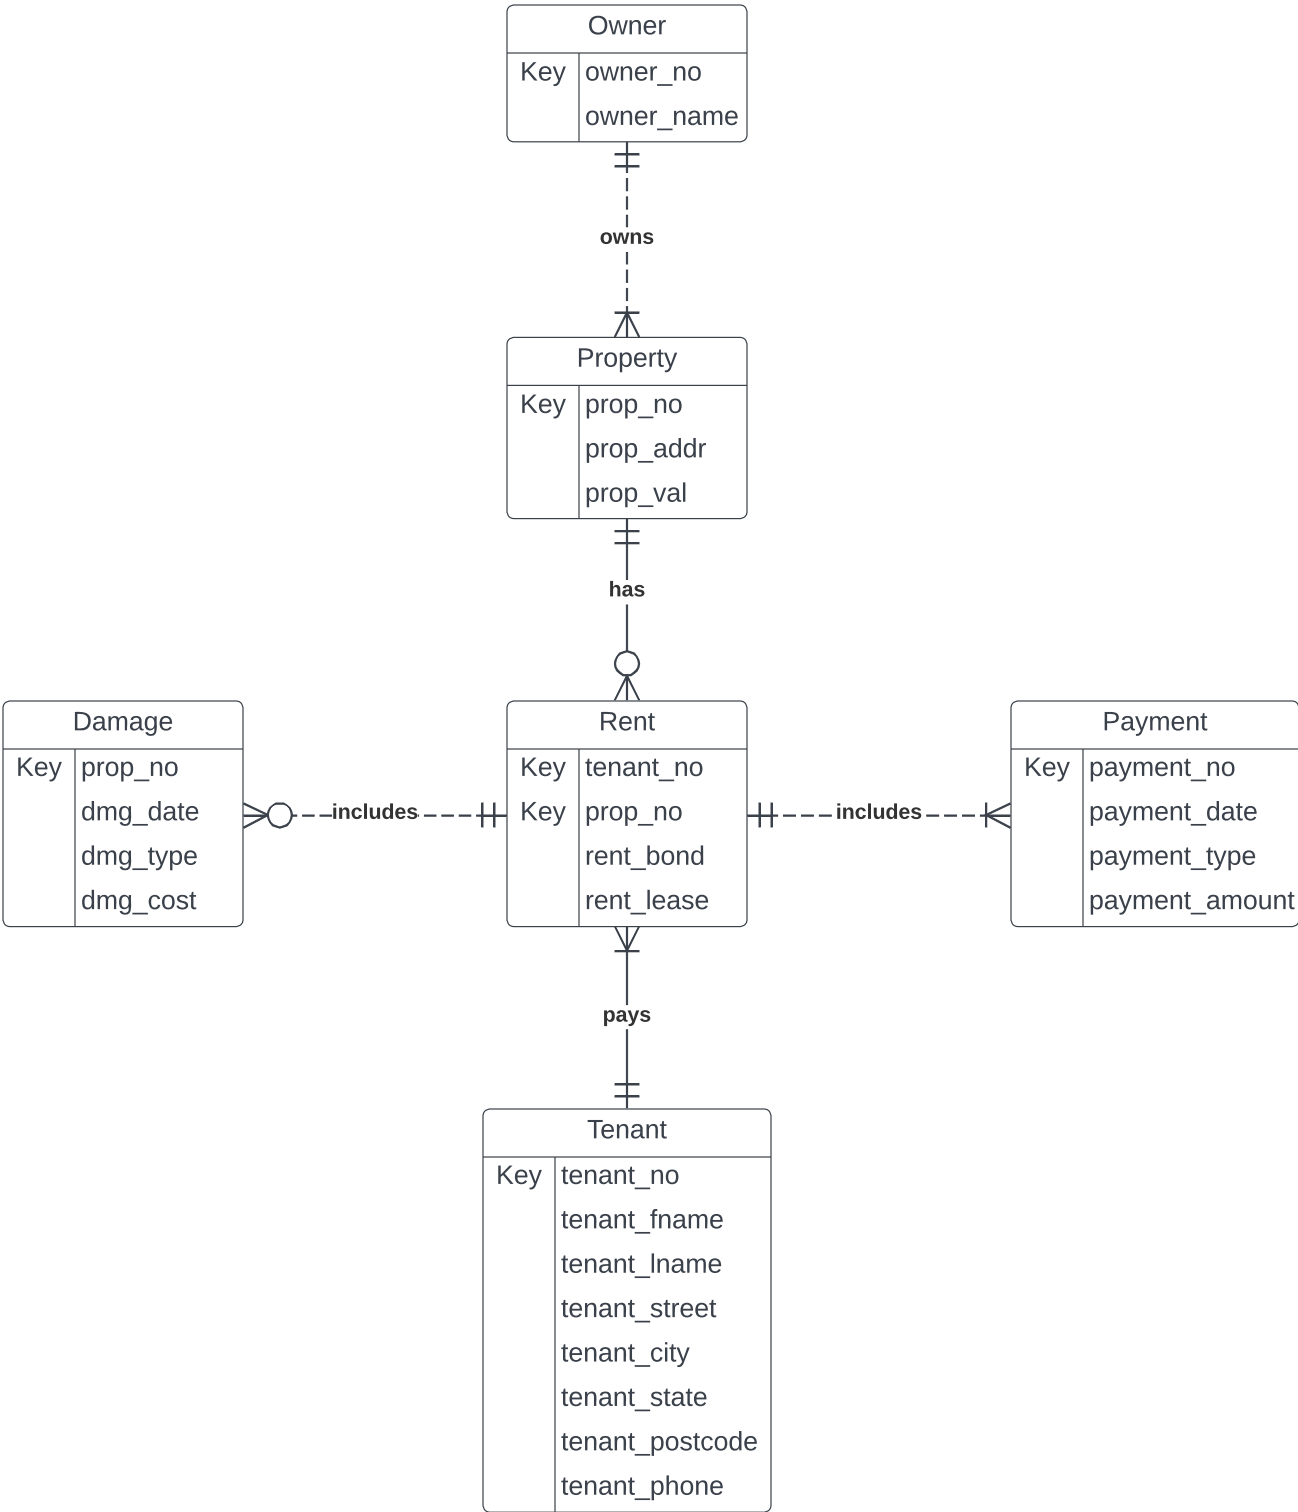 Owner
Key owner_no
owner_name
owns
Property
Key prop_no
prop_addr
prop_val
has
Damage
Key prop_no
dmg_date
dmg_type
dmg_cost
includes
Rent
Key tenant_no
Key prop_no
rent_bond
rent_lease
includes
Payment
Key payment_no
payment_date
payment_type
payment_amount
pays
Tenant
Key tenant_no
tenant_fname
tenant_lname
tenant_street
tenant_city
tenant_state
tenant_postcode
tenant_phone